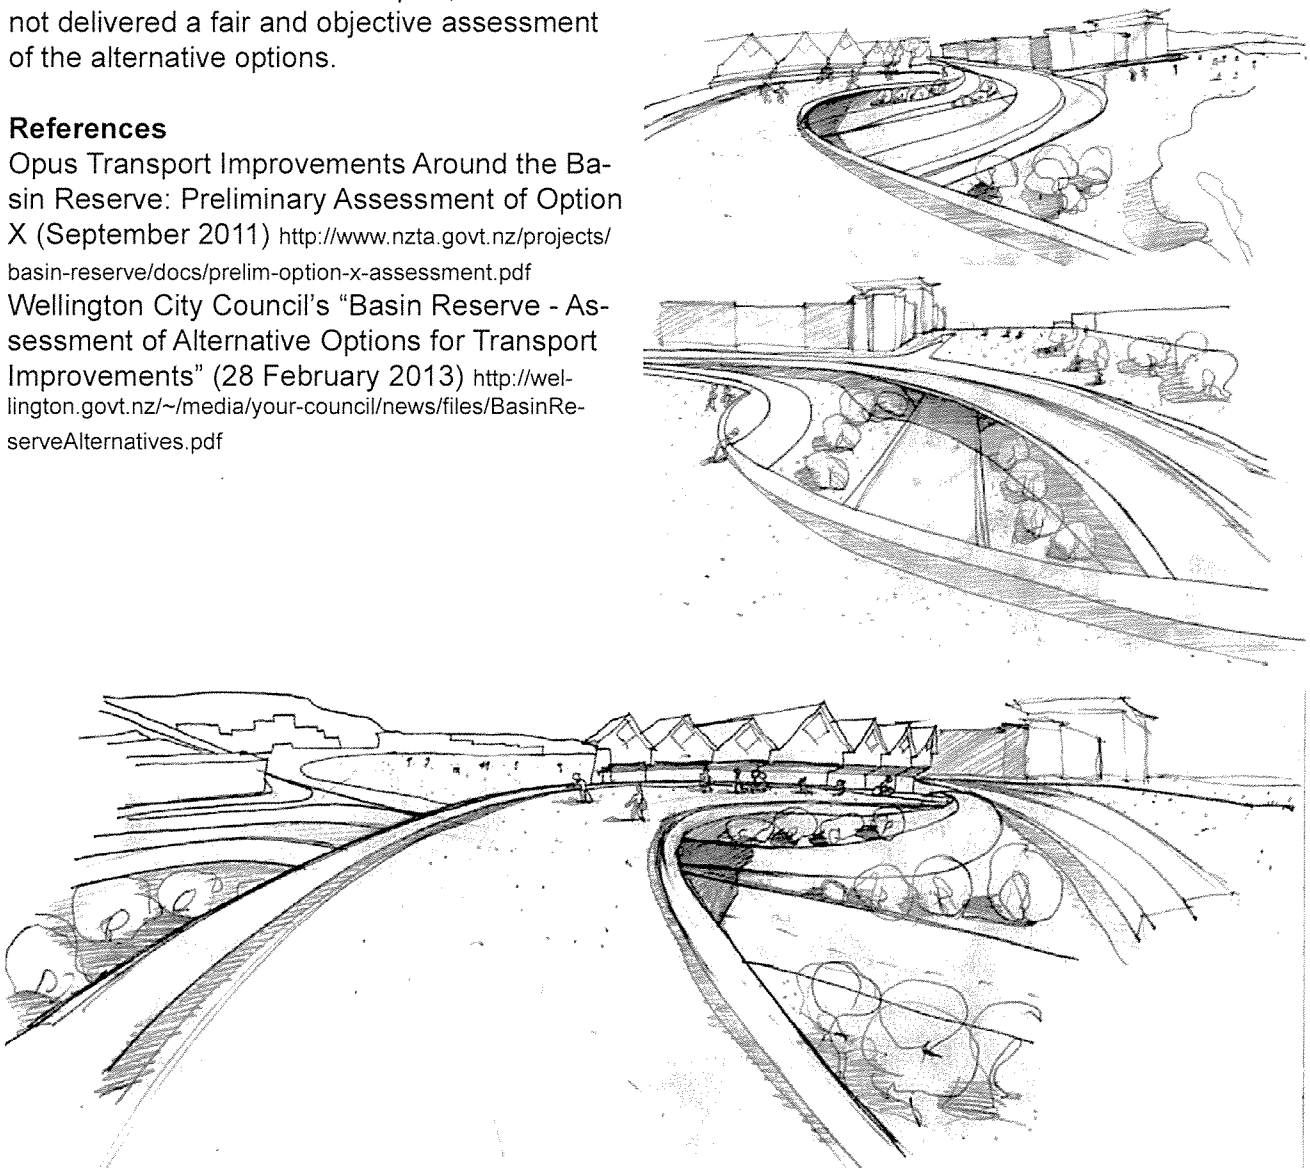 not delivered a fair and objective assessment
of the alternative options.
References
Opus Transport Improvements Around the Ba-
sin Reserve: Preliminary Assessment of Option
X (September 2011) http://www.nzta.govt.nz/projects/
basin-reserve/docs/prelim-option-x-assessment.pdf
Wellington City Council's “Basin Reserve - As-
sessment of Alternative Options for Transport
Improvements” (28 February 2013) http://wel-
lington.govt.nz/~/media/your-council/news/files/BasinRe-
serveAlternatives.pdf